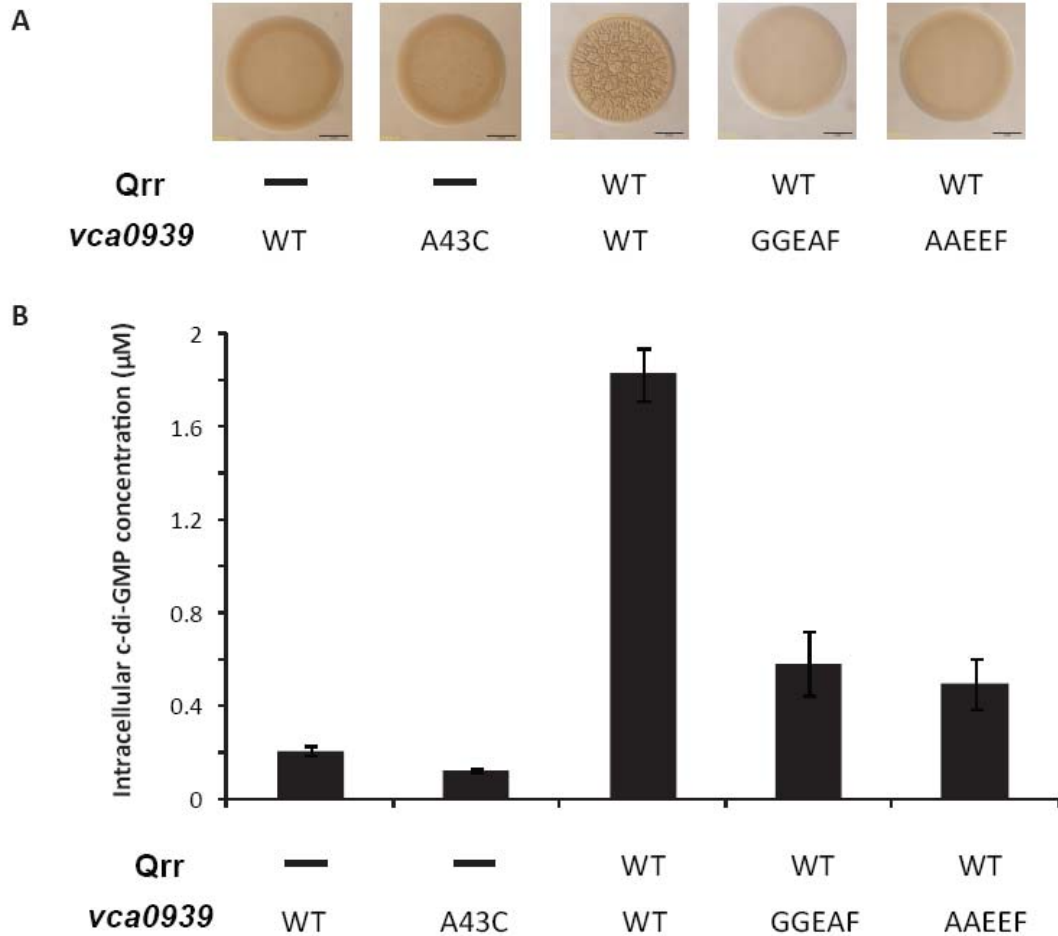 A
Qrr — — WT WT WT
vca0939 WT A43C WT GGEAF AAEEF
B
Intracellular c-di-GMP concentration (µM)
2
1.6
1.2
0.8
0.4
0
Qrr — — WT WT WT
vca0939 WT A43C WT GGEAF AAEEF